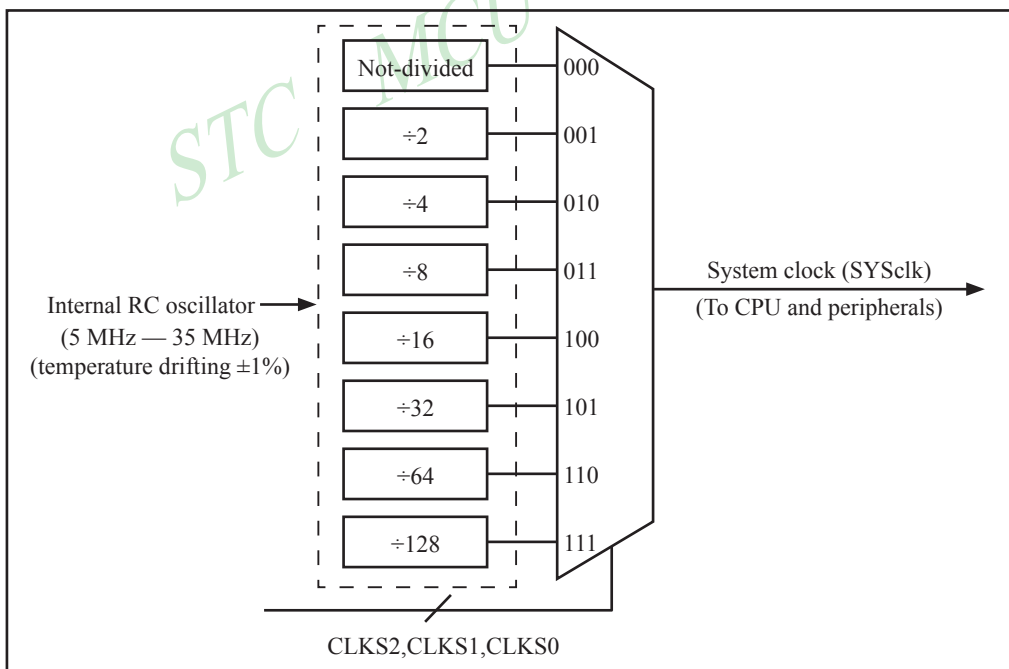 STC MCU
Not-divided
000
÷2
001
÷4
010
÷8
011
÷16
100
÷32
101
÷64
110
÷128
111
Internal RC oscillator
(5 MHz — 35 MHz)
(temperature drifting ±1%)
System clock (SYSclk)
(To CPU and peripherals)
CLKS2,CLKS1,CLKS0